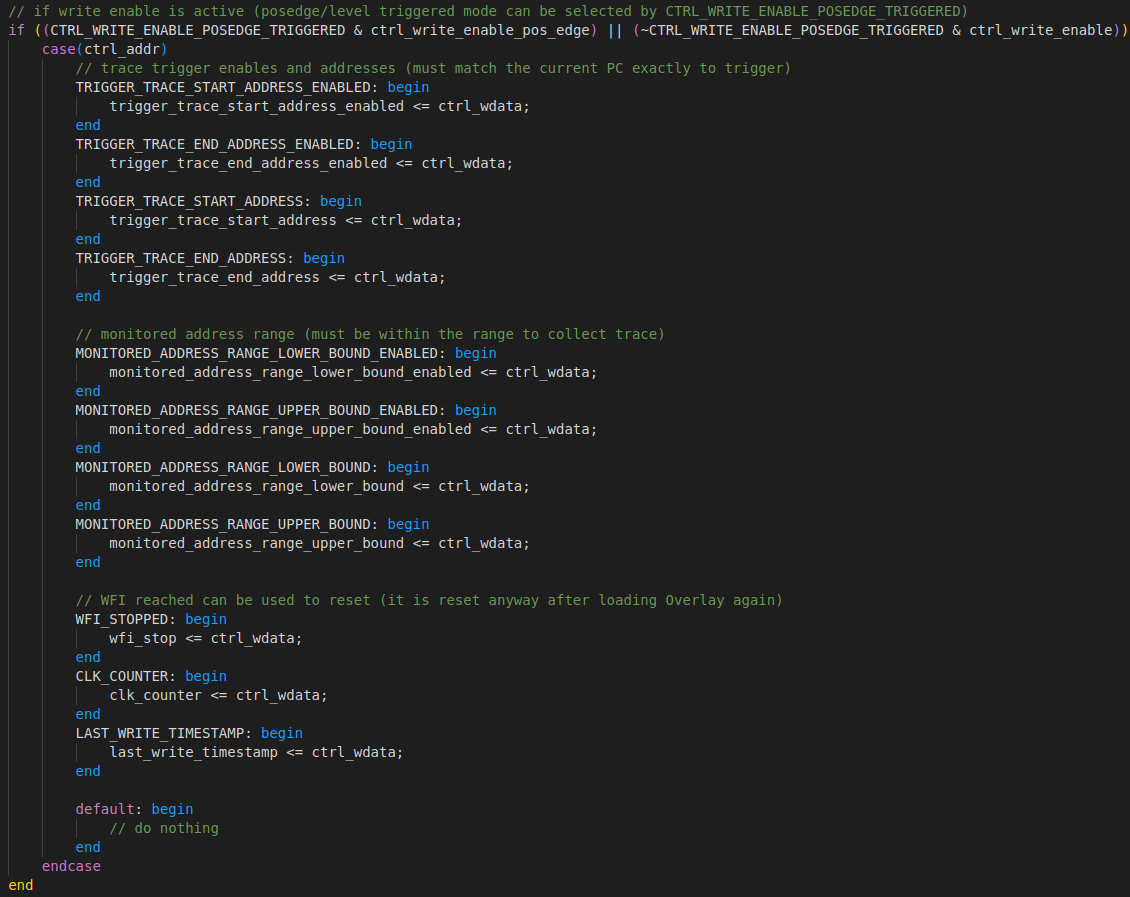 // if write enable is active (posedge/level triggered mode can be selected by CTRL_WRITE_ENABLE_POSEDGE_TRIGGERED)
if ((CTRL_WRITE_ENABLE_POSEDGE_TRIGGERED & ctrl_write_enable_pos_edge) || (~CTRL_WRITE_ENABLE_POSEDGE_TRIGGERED & ctrl_write_enable))
    case(ctrl_addr)
        // trace trigger enables and addresses (must match the current PC exactly to trigger)
        TRIGGER_TRACE_START_ADDRESS_ENABLED: begin
            trigger_trace_start_address_enabled <= ctrl_wdata;
        end
        TRIGGER_TRACE_END_ADDRESS_ENABLED: begin
            trigger_trace_end_address_enabled <= ctrl_wdata;
        end
        TRIGGER_TRACE_START_ADDRESS: begin
            trigger_trace_start_address <= ctrl_wdata;
        end
        TRIGGER_TRACE_END_ADDRESS: begin
            trigger_trace_end_address <= ctrl_wdata;
        end

        // monitored address range (must be within the range to collect trace)
        MONITORED_ADDRESS_RANGE_LOWER_BOUND_ENABLED: begin
            monitored_address_range_lower_bound_enabled <= ctrl_wdata;
        end
        MONITORED_ADDRESS_RANGE_UPPER_BOUND_ENABLED: begin
            monitored_address_range_upper_bound_enabled <= ctrl_wdata;
        end
        MONITORED_ADDRESS_RANGE_LOWER_BOUND: begin
            monitored_address_range_lower_bound <= ctrl_wdata;
        end
        MONITORED_ADDRESS_RANGE_UPPER_BOUND: begin
            monitored_address_range_upper_bound <= ctrl_wdata;
        end

        // WFI reached can be used to reset (it is reset anyway after loading Overlay again)
        WFI_STOPPED: begin
            wfi_stop <= ctrl_wdata;
        end
        CLK_COUNTER: begin
            clk_counter <= ctrl_wdata;
        end
        LAST_WRITE_TIMESTAMP: begin
            last_write_timestamp <= ctrl_wdata;
        end

        default: begin
            // do nothing
        end
    endcase
end